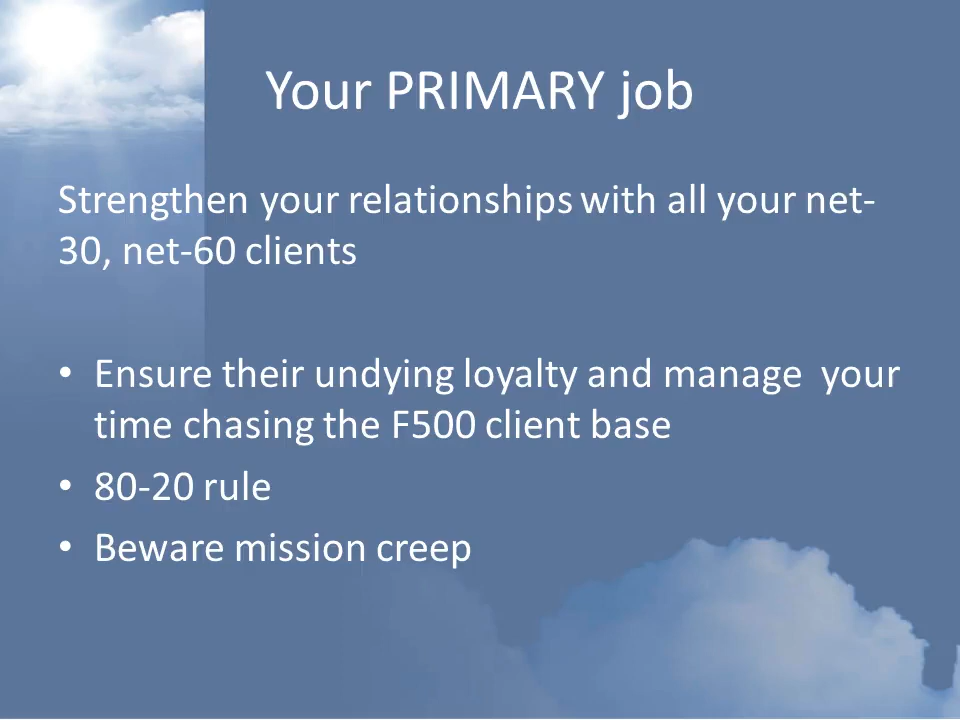 Your PRIMARY job
Strengthen your relationships with all your net-
30, net-60 clients
• Ensure their undying loyalty and manage  your
time chasing the F500 client base
• 80-20 rule
• Beware mission creep